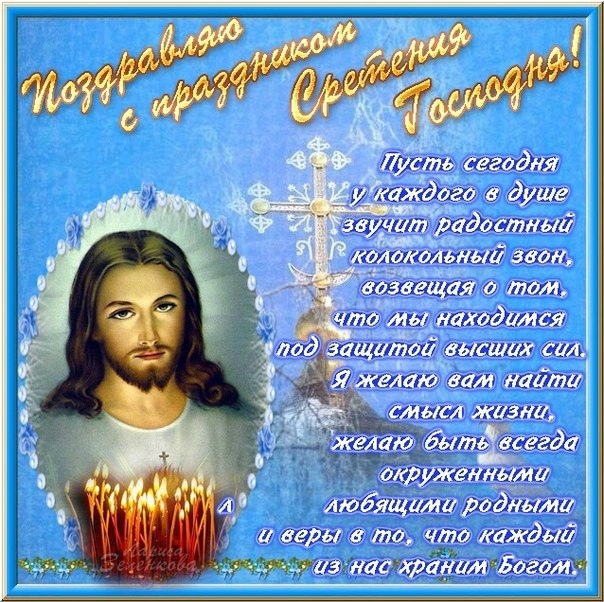 Поздравляю
с праздником
Сретения
Господня!
Пусть сегодня
у каждого в душе
звучит радостный
колокольный звон,
возвещая о том,
что мы находимся
под защитой высших сил.
Я желаю вам найти
смысл жизни,
желаю быть всегда
окруженными
л любящими родными
и веры в то, что каждый
из нас храним Богом.
Лариса
Зеленкова